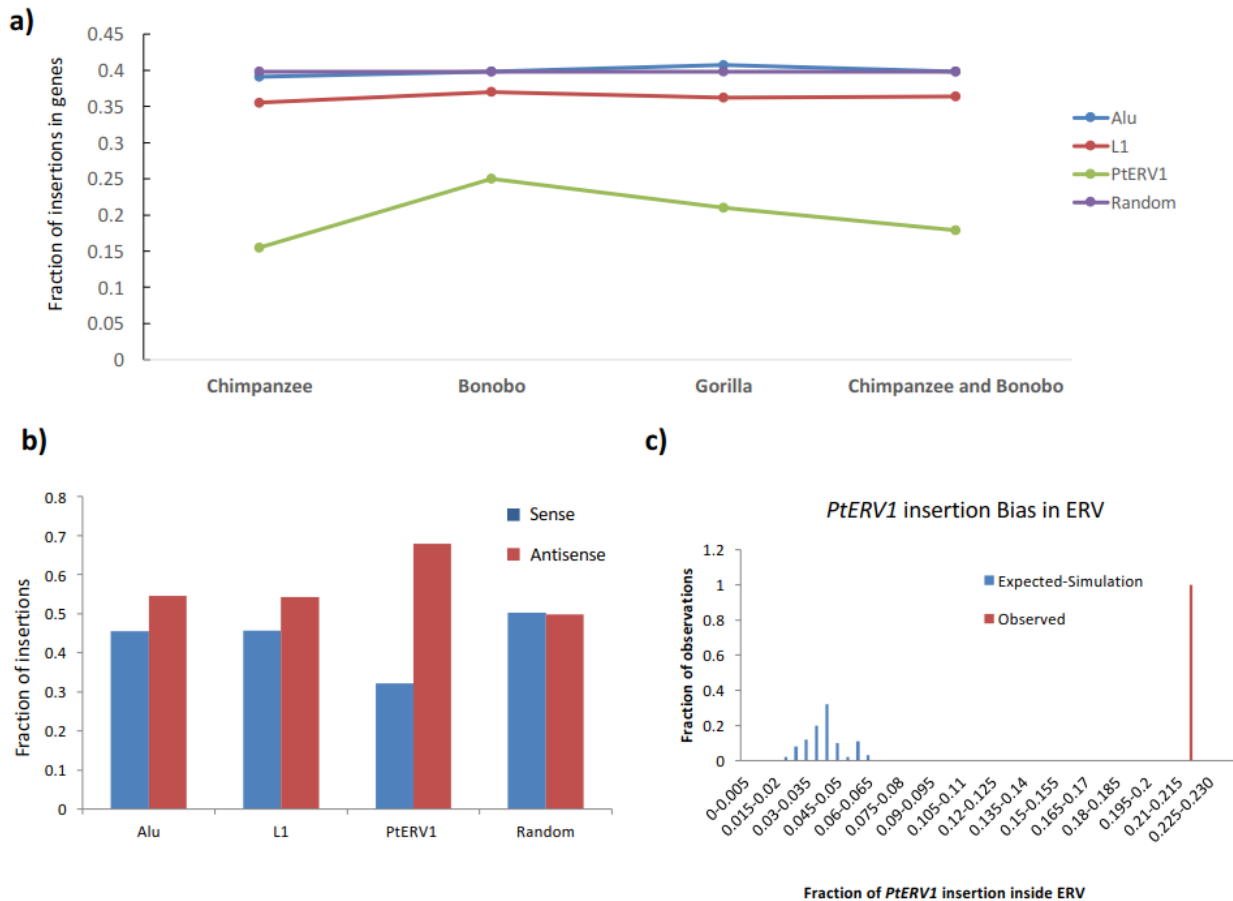 a)
Fraction of insertions in genes
0.45
0.4
0.35
0.3
0.25
0.2
0.15
0.1
0.05
0
Chimpanzee
Bonobo
Gorilla
Chimpanzee and Bonobo
Alu
L1
PtERV1
Random
b)
Fraction of insertions
0.8
0.7
0.6
0.5
0.4
0.3
0.2
0.1
0
Alu
L1
PtERV1
Random
Sense
Antisense
c)
PtERV1 insertion Bias in ERV
Fraction of observations
1.2
1
0.8
0.6
0.4
0.2
0
Expected-Simulation
Observed
0-0.005
0.015-0.02
0.03-0.035
0.045-0.05
0.06-0.065
0.075-0.08
0.09-0.095
0.105-0.11
0.12-0.125
0.135-0.14
0.15-0.155
0.165-0.17
0.18-0.185
0.195-0.2
0.21-0.215
0.225-0.230
Fraction of PtERV1 insertion inside ERV